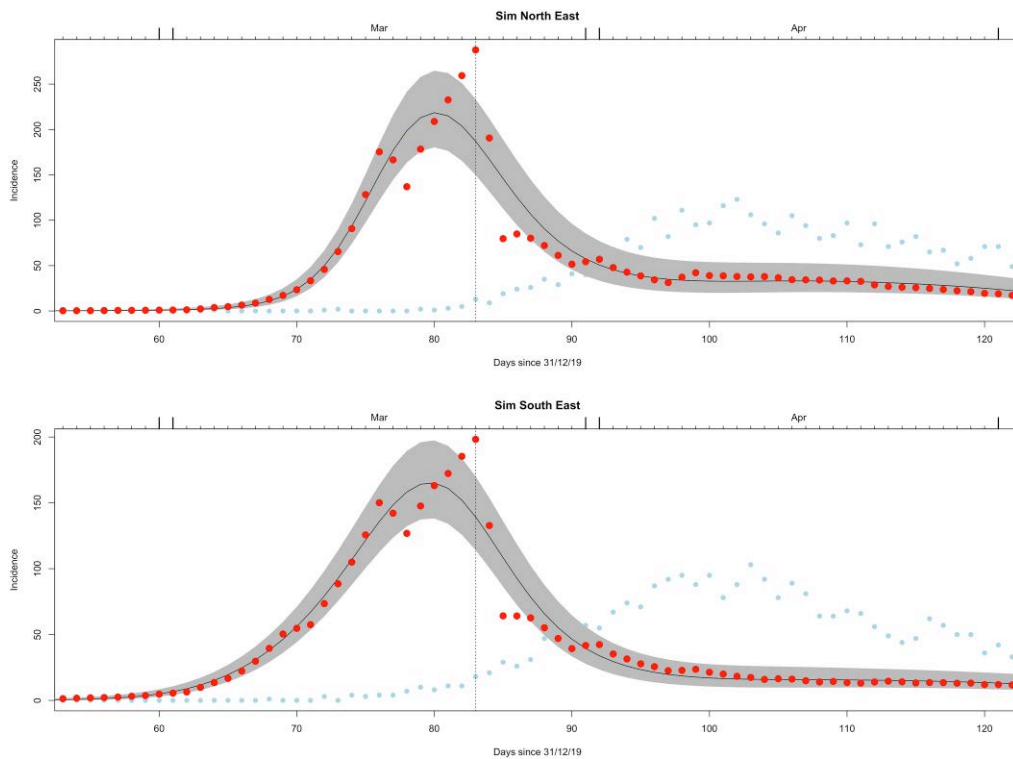 Sim North East
Mar Apr
250
200
150
100
50
0
Incidence
60 70 80 90 100 110 120
Days since 31/12/19
Sim South East
Mar Apr
200
150
100
50
0
Incidence
60 70 80 90 100 110 120
Days since 31/12/19